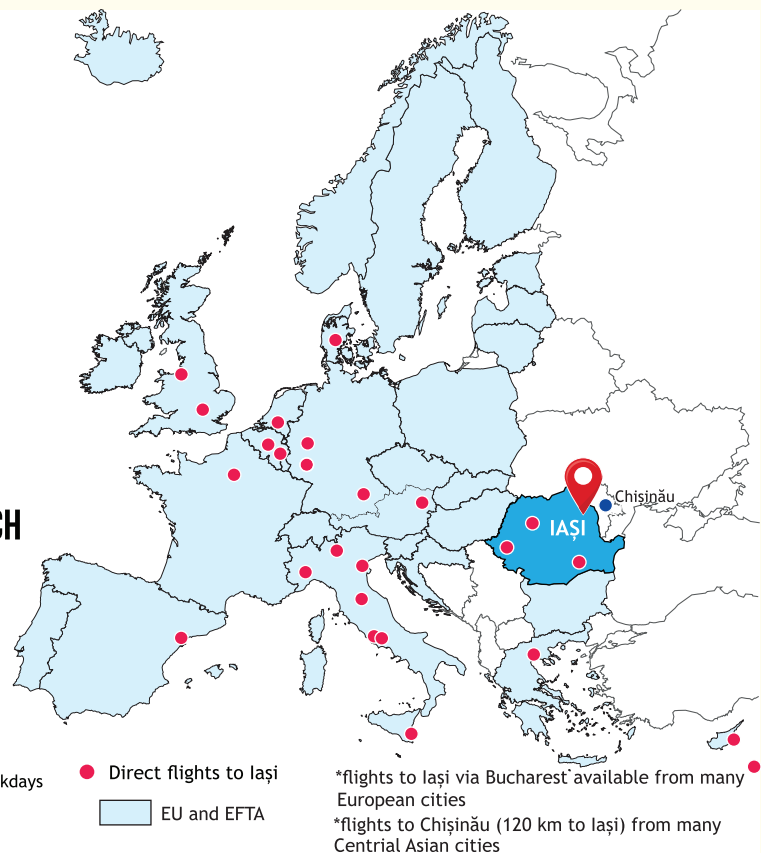 Chișinău
CH
IAȘI
kdays
Direct flights to Iași
EU and EFTA
*flights to Iași via Bucharest available from many
European cities
*flights to Chișinău (120 km to Iași) from many
Centrial Asian cities